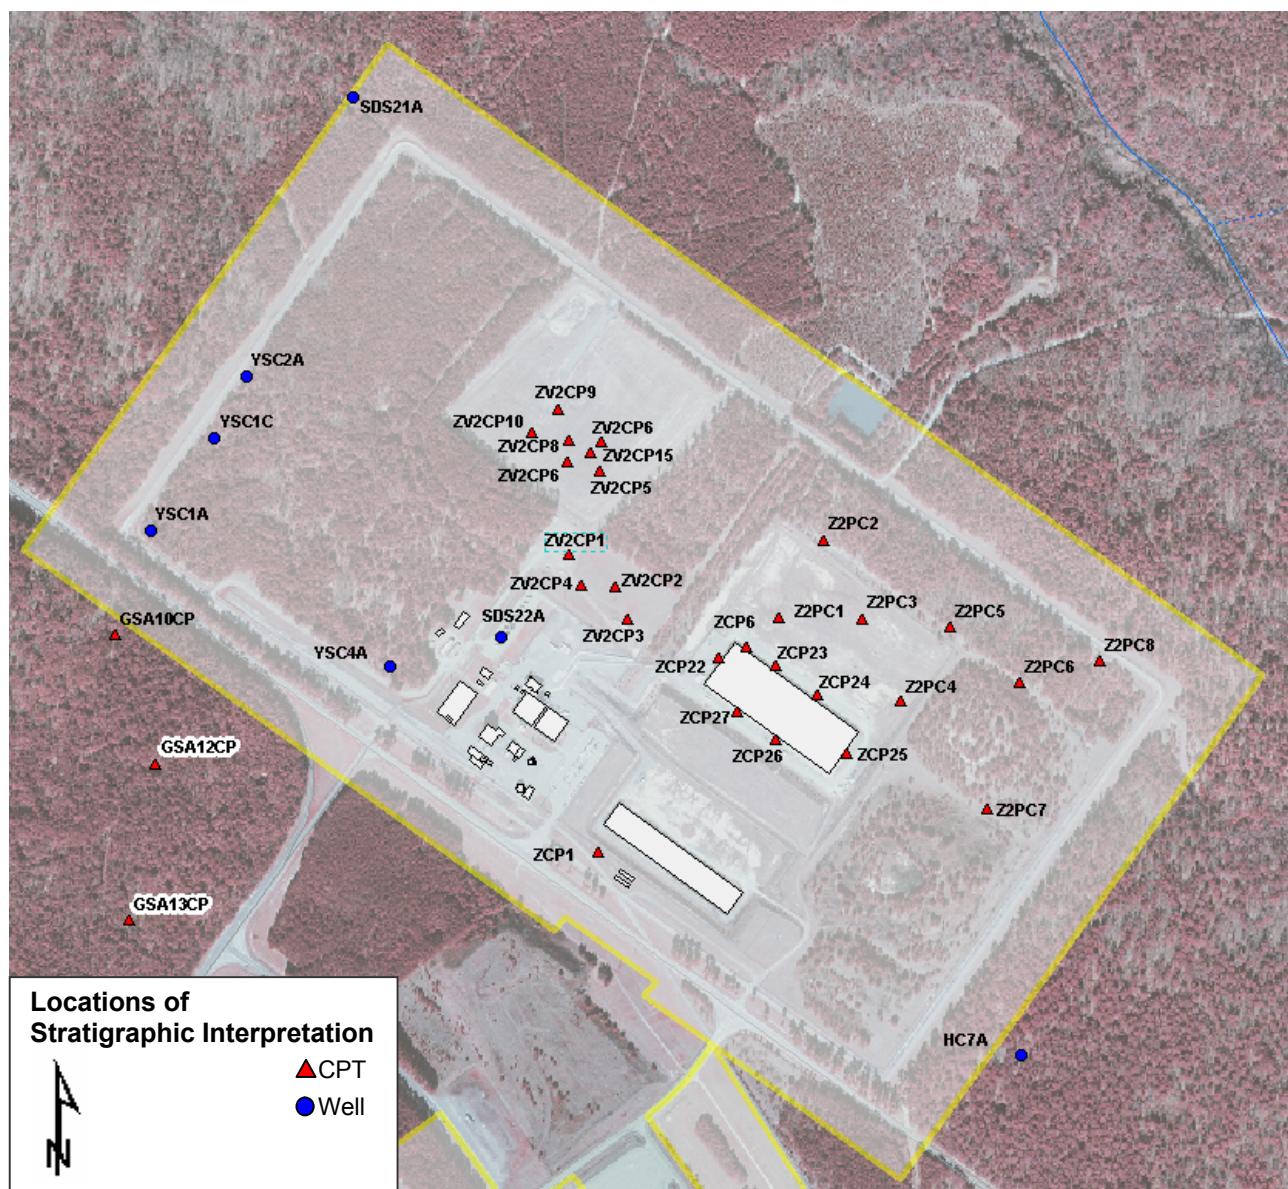 SDS21A
YSC2A
YSC1C
YSC1A
ZV2CP9
ZV2CP10
ZV2CP6
ZV2CP8
ZV2CP15
ZV2CP6
ZV2CP5
ZV2CP1
ZV2CP4
ZV2CP2
ZV2CP3
SDS22A
YSC4A
GSA10CP
GSA12CP
GSA13CP
Z2PC2
Z2PC1
Z2PC3
Z2PC5
Z2PC8
Z2PC6
Z2PC4
Z2PC7
ZCP6
ZCP22
ZCP23
ZCP24
ZCP27
ZCP26
ZCP25
ZCP1
HC7A
Locations of
Stratigraphic Interpretation
CPT
Well
N